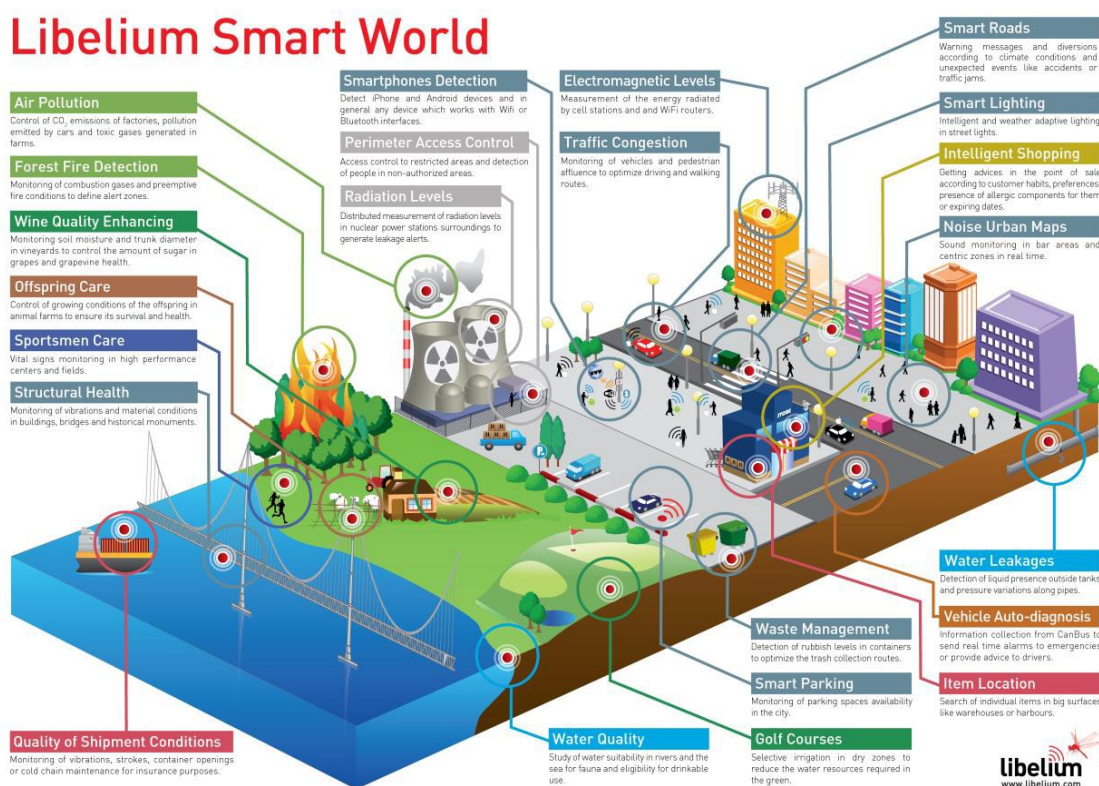 Libelium Smart World
Air Pollution
Control of CO₂ emissions of factories, pollution
emitted by cars and toxic gases generated in
farms.
Forest Fire Detection
Monitoring of combustion gases and preemptive
fire conditions to define alert zones.
Wine Quality Enhancing
Monitoring soil moisture and trunk diameter
in vineyards to control the amount of sugar in
grapes and grapevine health.
Offspring Care
Control of growing conditions of the offspring in
animal farms to ensure its survival and health.
Sportsmen Care
Vital signs monitoring in high performance
centers and fields.
Structural Health
Monitoring of vibrations and material conditions
in buildings, bridges and historical monuments.
Quality of Shipment Conditions
Monitoring of vibrations, strokes, container openings
or cold chain maintenance for insurance purposes.
Smartphones Detection
Detect iPhone and Android devices and in
general any device which works with Wifi or
Bluetooth interfaces.
Perimeter Access Control
Access control to restricted areas and detection
of people in non-authorized areas.
Radiation Levels
Distributed measurement of radiation levels
in nuclear power stations surroundings to
generate leakage alerts.
Electromagnetic Levels
Measurement of the energy radiated
by cell stations and and WiFi routers.
Traffic Congestion
Monitoring of vehicles and pedestrian
affluence to optimize driving and walking
routes.
Smart Roads
Warning messages and diversions
according to climate conditions and
unexpected events like accidents or
traffic jams.
Smart Lighting
Intelligent and weather adaptive lighting
in street lights.
Intelligent Shopping
Getting advices in the point of sale
according to customer habits, preferences,
presence of allergic components for them
or expiring dates.
Noise Urban Maps
Sound monitoring in bar areas and
centric zones in real time.
Water Leakages
Detection of liquid presence outside tanks
and pressure variations along pipes.
Vehicle Auto-diagnosis
Information collection from CanBus to
send real time alarms to emergencies
or provide advice to drivers.
Item Location
Search of individual items in big surfaces
like warehouses or harbours.
Waste Management
Detection of rubbish levels in containers
to optimize the trash collection routes.
Smart Parking
Monitoring of parking spaces availability
in the city.
Golf Courses
Selective irrigation in dry zones to
reduce the water resources required in
the green.
Water Quality
Study of water suitability in rivers and the
sea for fauna and eligibility for drinkable
use.
libelium
www.libelium.com